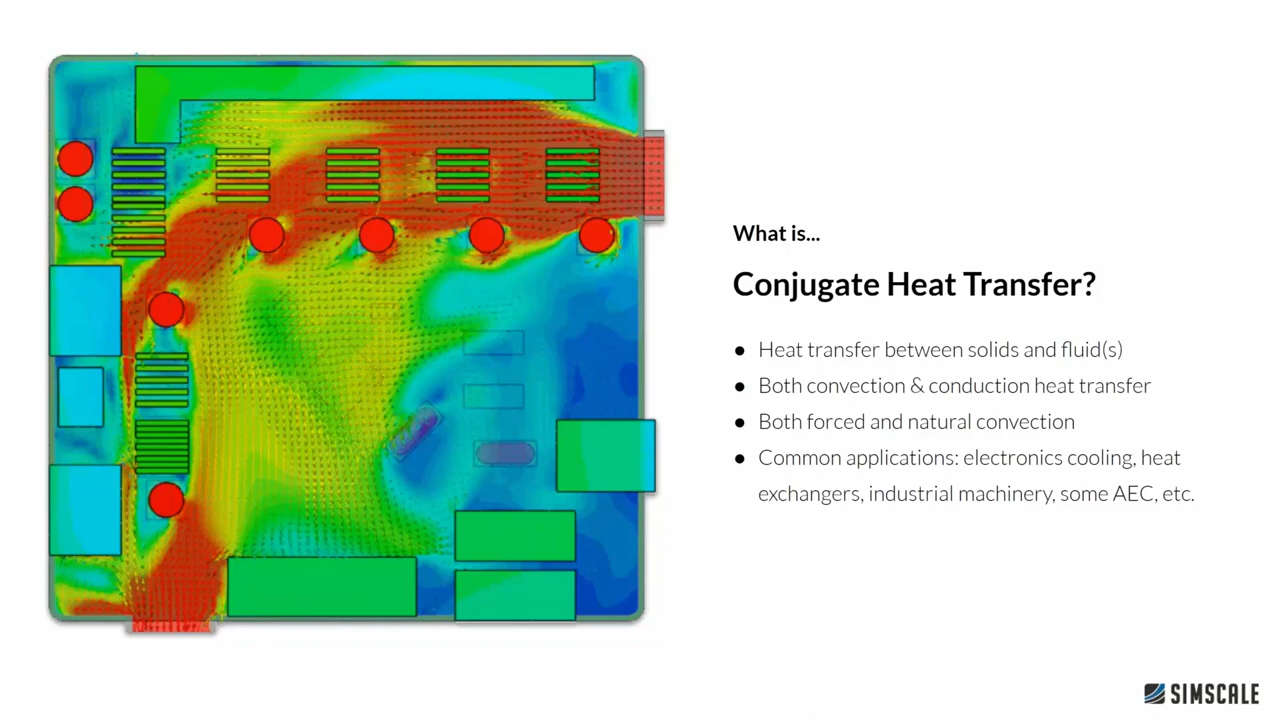 What is...
Conjugate Heat Transfer?
● Heat transfer between solids and fluid(s)
● Both convection & conduction heat transfer
● Both forced and natural convection
● Common applications: electronics cooling, heat
exchangers, industrial machinery, some AEC, etc.
SIMSCALE